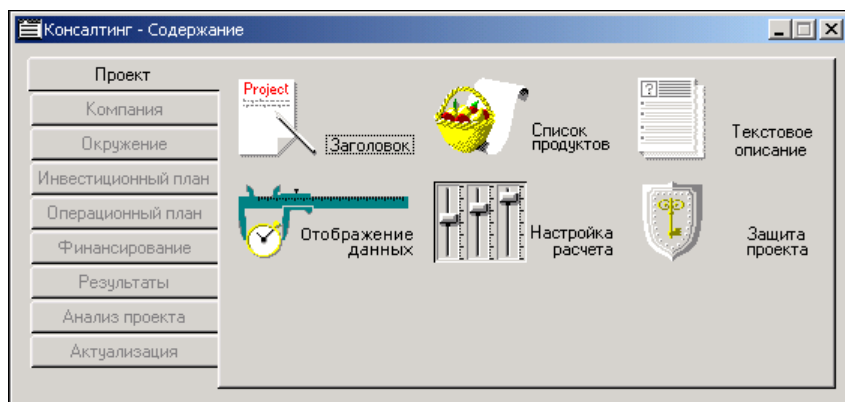 Консалтинг - Содержание
Проект
Компания
Окружение
Инвестиционный план
Операционный план
Финансирование
Результаты
Анализ проекта
Актуализация
Project
Заголовок
Список
продуктов
?
Текстовое
описание
Отображение
данных
Настройка
расчета
Защита
проекта